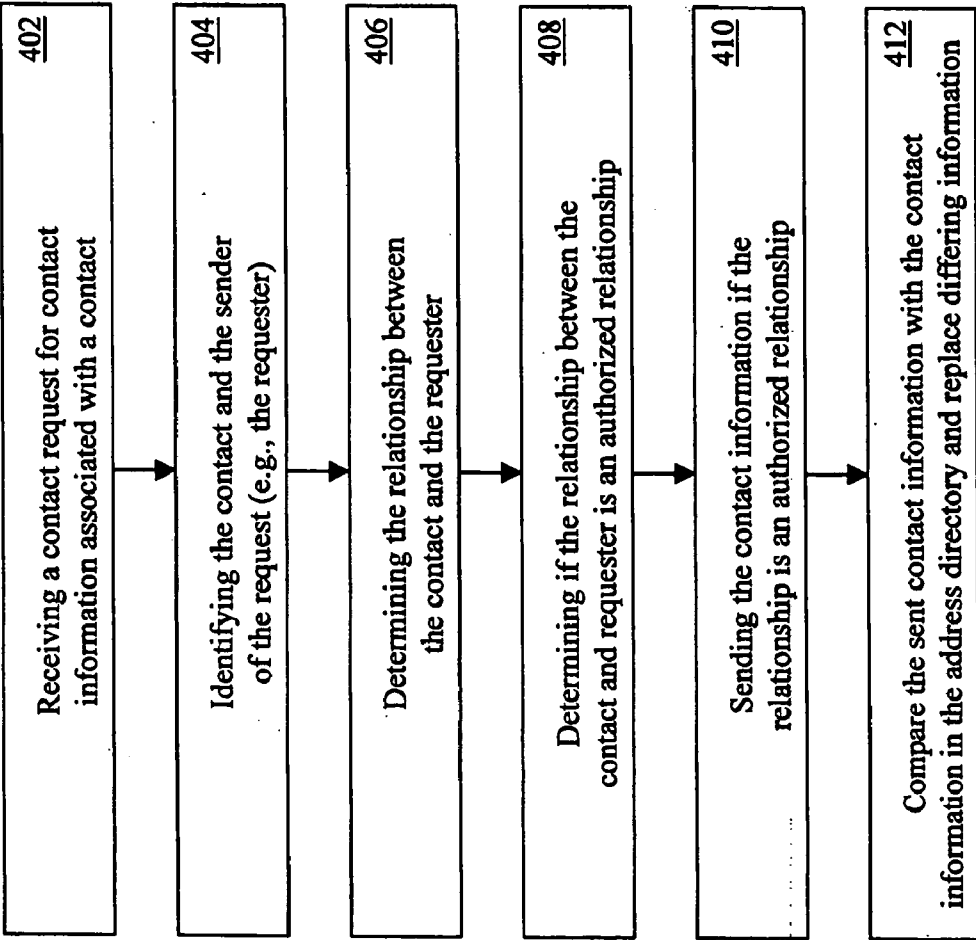 402
Receiving a contact request for contact
information associated with a contact
404
Identifying the contact and the sender
of the request (e.g., the requester)
406
Determining the relationship between
the contact and the requester
408
Determining if the relationship between the
contact and requester is an authorized relationship
410
Sending the contact information if the
relationship is an authorized relationship
412
Compare the sent contact information with the contact
information in the address directory and replace differing information